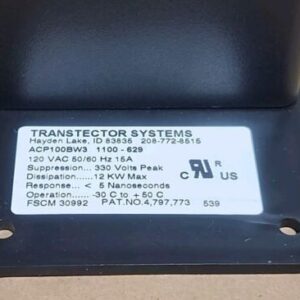 TRANSTECTOR SYSTEMS
Hayden Lake, ID 83835 208-772-8515
ACP100BW3 1100-629
120 VAC 50/60 Hz 15A
Suppression... 330 Volts Peak
Dissipation......12 KW Max
Response... < 5 Nanoseconds
Operation......-30 C to + 50 C
FSCM 30992 PAT.NO.4,797,773 539
C UR US